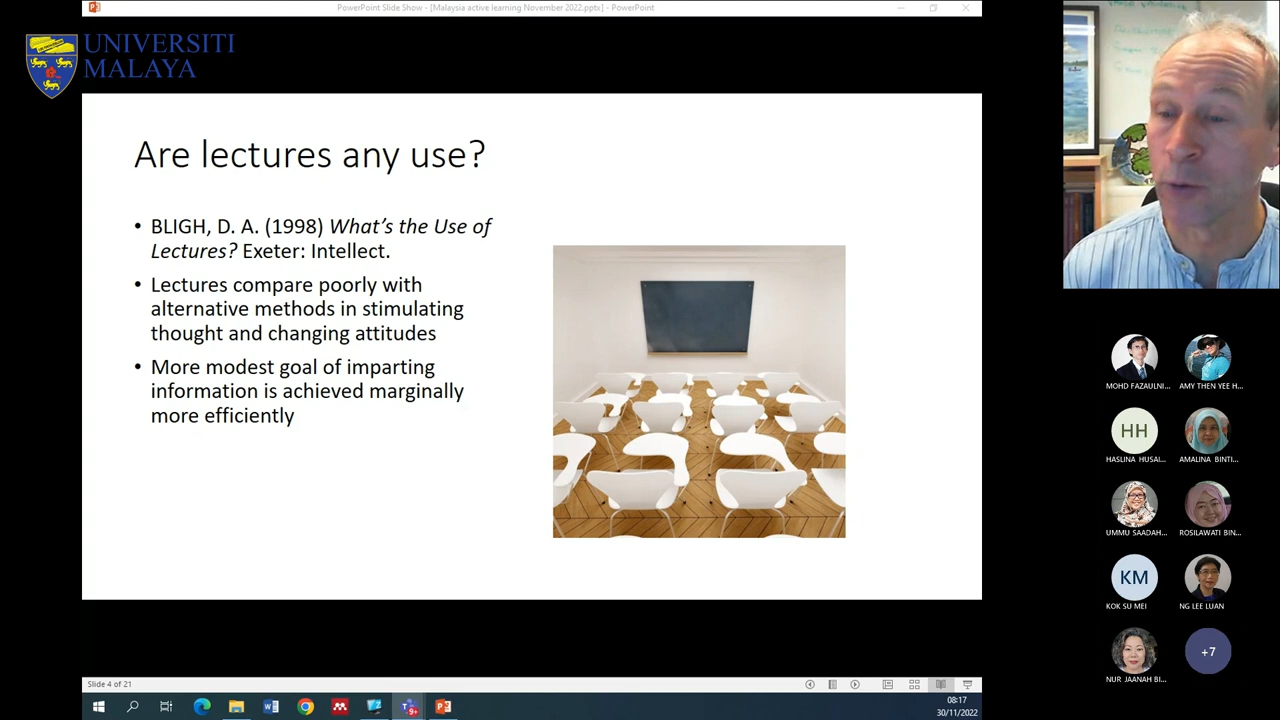 PowerPoint Slide Show - [Malaysia active learning November 2022.pptx] - PowerPoint
UNIVERSITI
MALAYA
Are lectures any use?
• BLIGH, D. A. (1998) What's the Use of
Lectures? Exeter: Intellect.
• Lectures compare poorly with
alternative methods in stimulating
thought and changing attitudes
• More modest goal of imparting
information is achieved marginally
more efficiently
MOHD FAZAULNI...
AMY THEN YEE H...
HH
HASLINA HUSAI...
AMALINA BINTI...
UMMU SAADAH...
ROSILAWATI BIN...
KM
KOK SU MEI
NG LEE LUAN
NUR JAANAH BI...
+7
Slide 4 of 21
9+
08:17
30/11/2022